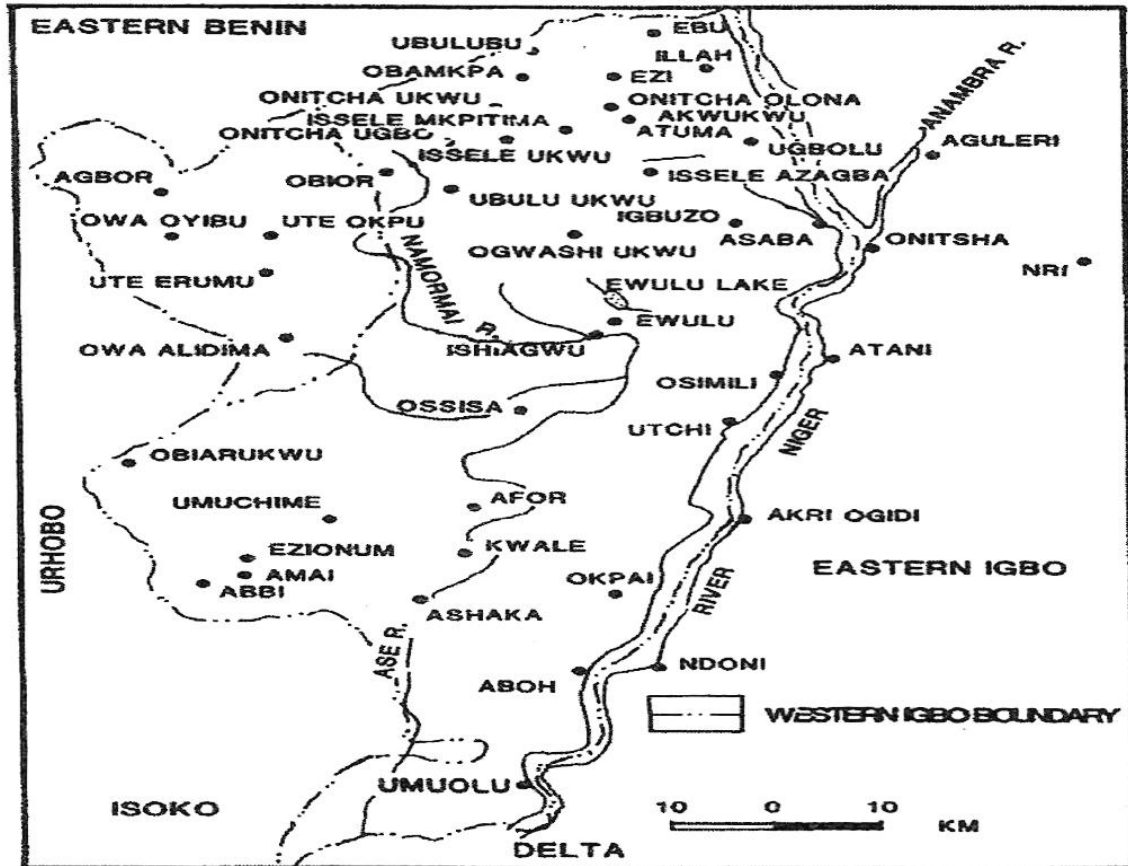 EASTERN BENIN
EBU
UBULUBU
ILLAH
OBAMKPA
EZI
ANAMBRA R.
ONITCHA UKWU
ONITCHA OLONA
ISSELE MKPITIMA
AKWUKWU
ONITCHA UGBO
ATUMA
ISSELE UKWU
UGBOLU
AGULERI
AGBOR
OBIOR
ISSELE AZAGBA
UBULU UKWU
IGBUZO
OWA OYIBU
UTE OKPU
ASABA
ONITSHA
OGWASHI UKWU
NRI
UTE ERUMU
NAMORMAI R.
EWULU LAKE
EWULU
OWA ALIDIMA
ISHIAGWU
ATANI
OSIMILI
OSSISA
UTCHI
NIGER
OBIARUKWU
UMUCHIME
AFOR
AKRI OGIDI
URHOBO
EZIONUM
KWALE
EASTERN IGBO
AMAI
OKPAI
ABBI
RIVER
ASHAKA
ASE R.
ABOH
NDONI
WESTERN IGBO BOUNDARY
UMUOLU
ISOKO
10 0 10
KM
DELTA